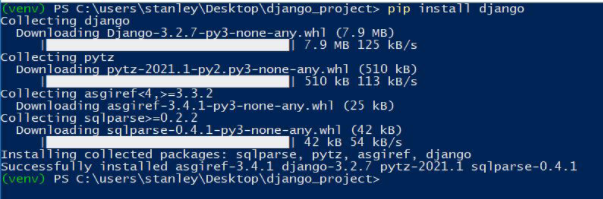 (venv) PS C:\users\stanley\Desktop\django_project> pip install django
Collecting django
Downloading Django-3.2.7-py3-none-any.whl (7.9 MB)
| | 7.9 MB 125 kB/s
Collecting pytz
Downloading pytz-2021.1-py2.py3-none-any.whl (510 kB)
| | 510 kB 113 kB/s
Collecting asgiref<4,>=3.3.2
Downloading asgiref-3.4.1-py3-none-any.whl (25 kB)
Collecting sqlparse>=0.2.2
Downloading sqlparse-0.4.1-py3-none-any.whl (42 kB)
| | 42 kB 54 kB/s
Installing collected packages: sqlparse, pytz, asgiref, django
Successfully installed asgiref-3.4.1 django-3.2.7 pytz-2021.1 sqlparse-0.4.1
(venv) PS C:\users\stanley\Desktop\django_project>